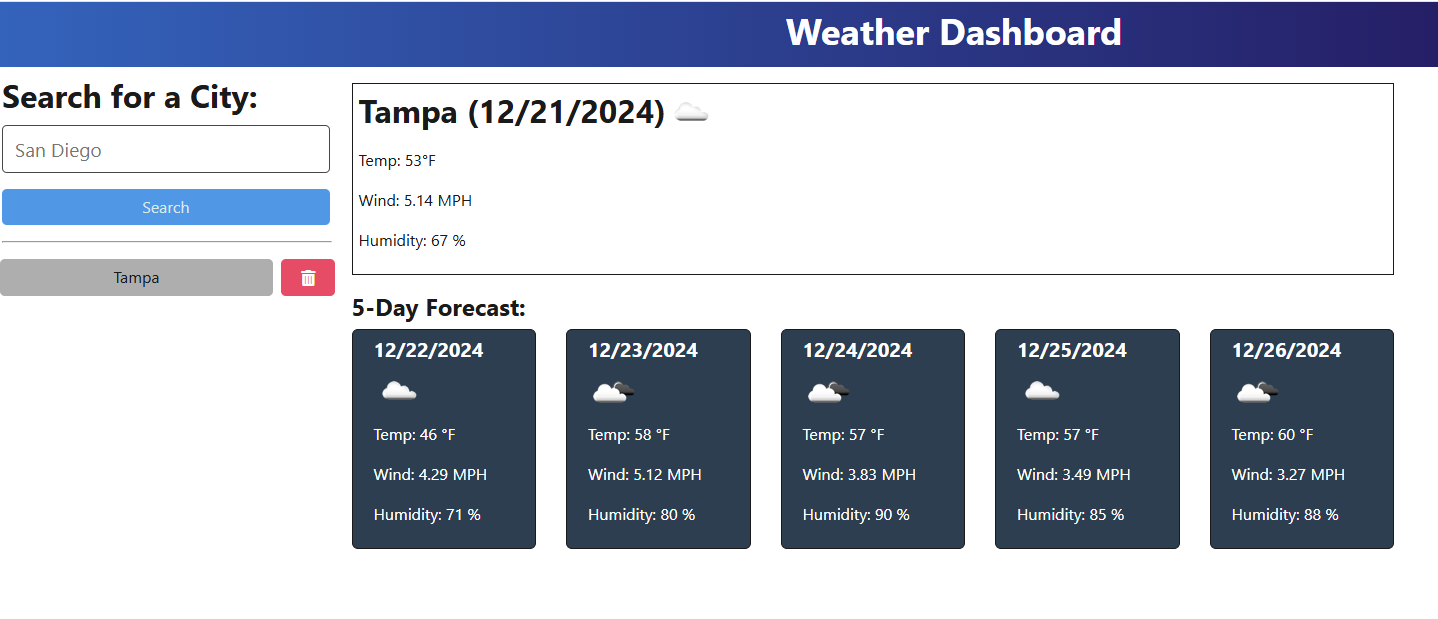 Weather Dashboard
Search for a City:
San Diego
Search
Tampa
Tampa (12/21/2024)
Temp: 53°F
Wind: 5.14 MPH
Humidity: 67 %
5-Day Forecast:
12/22/2024
Temp: 46 °F
Wind: 4.29 MPH
Humidity: 71 %
12/23/2024
Temp: 58 °F
Wind: 5.12 MPH
Humidity: 80 %
12/24/2024
Temp: 57 °F
Wind: 3.83 MPH
Humidity: 90 %
12/25/2024
Temp: 57 °F
Wind: 3.49 MPH
Humidity: 85 %
12/26/2024
Temp: 60 °F
Wind: 3.27 MPH
Humidity: 88 %